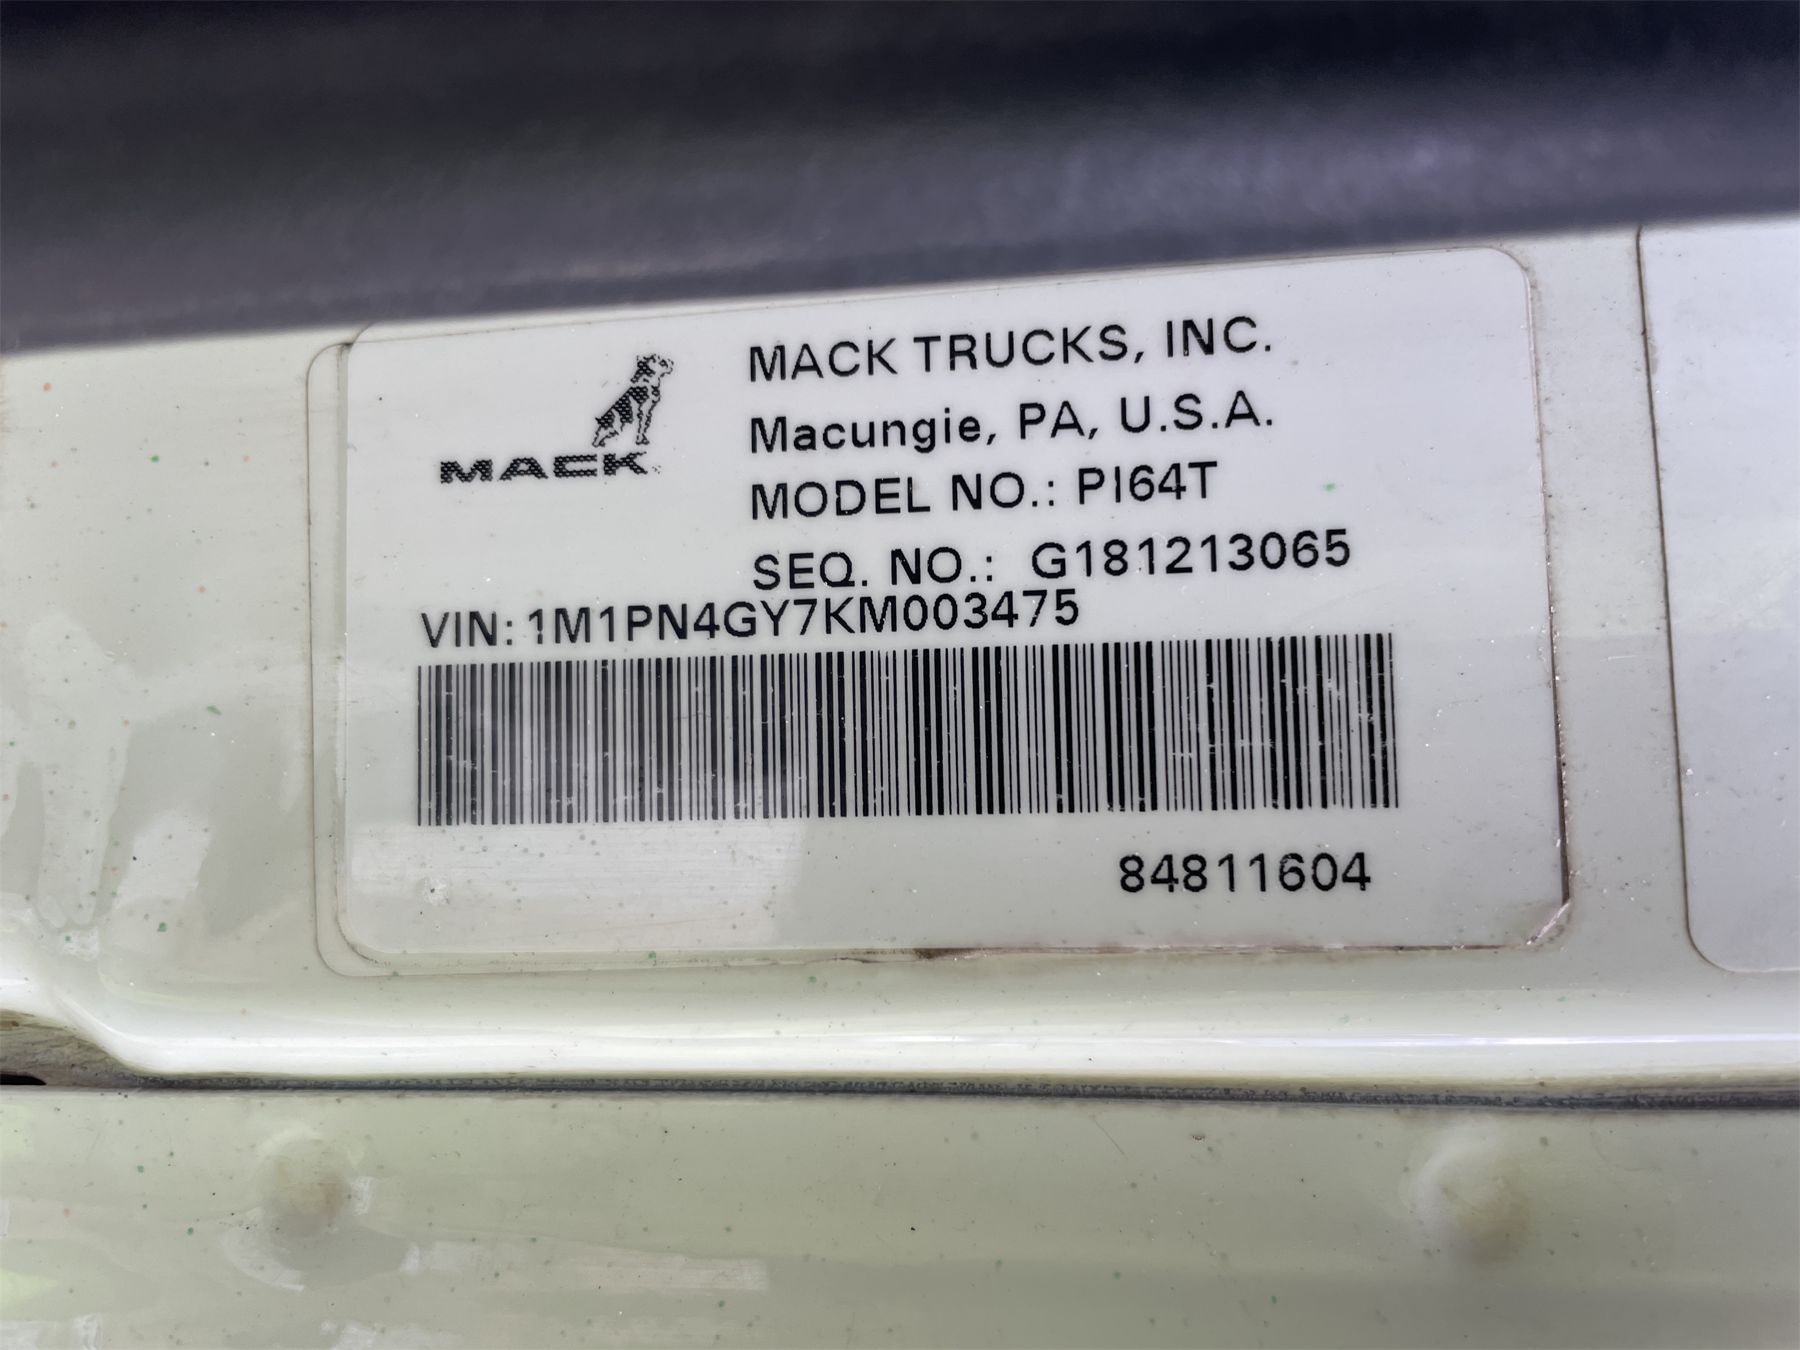 MACK
MACK TRUCKS, INC.
Macungie, PA, U.S.A.
MODEL NO.: PI64T
SEQ. NO.: G181213065
VIN: 1M1PN4GY7KM003475
84811604